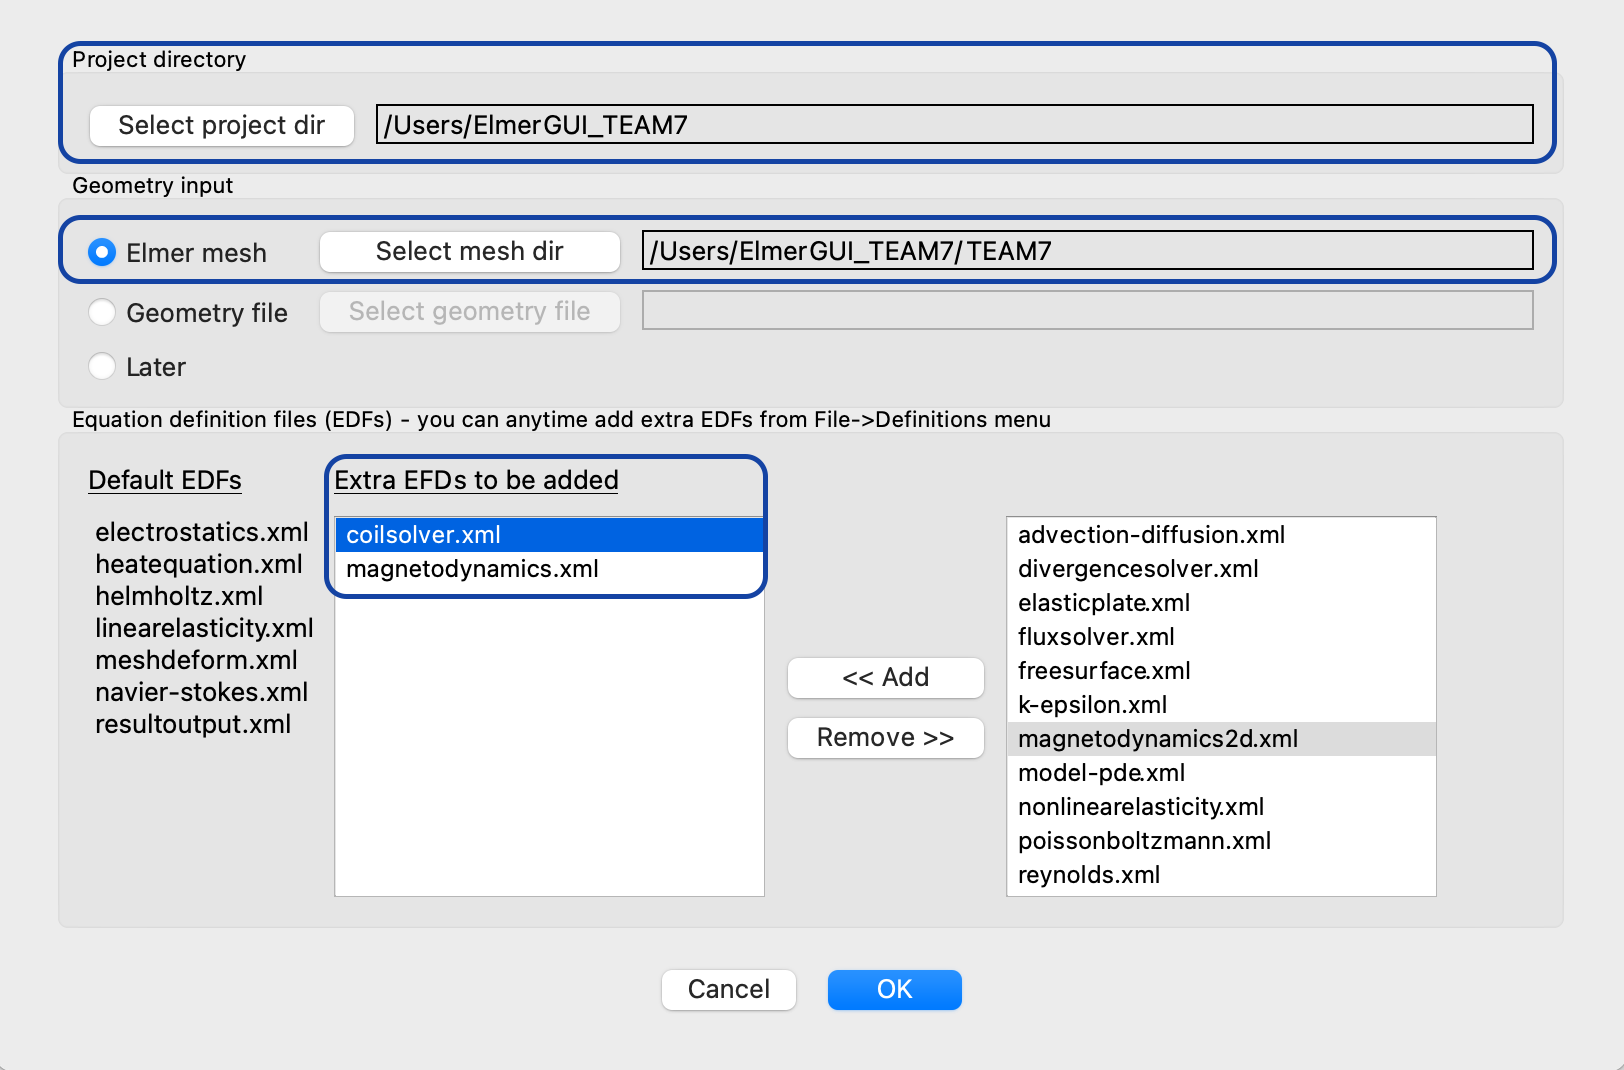 Project directory
Select project dir
/Users/ElmerGUI_TEAM7
Geometry input
Elmer mesh
Select mesh dir
/Users/ElmerGUI_TEAM7/TEAM7
Geometry file
Select geometry file
Later
Equation definition files (EDFs) - you can anytime add extra EDFs from File->Definitions menu
Default EDFs
electrostatics.xml
heatequation.xml
helmholtz.xml
linearelasticity.xml
meshdeform.xml
navier-stokes.xml
resultoutput.xml
Extra EFDs to be added
coilsolver.xml
magnetodynamics.xml
<< Add
Remove >>
advection-diffusion.xml
divergencesolver.xml
elasticplate.xml
fluxsolver.xml
freesurface.xml
k-epsilon.xml
magnetodynamics2d.xml
model-pde.xml
nonlinearelasticity.xml
poissonboltzmann.xml
reynolds.xml
Cancel
OK